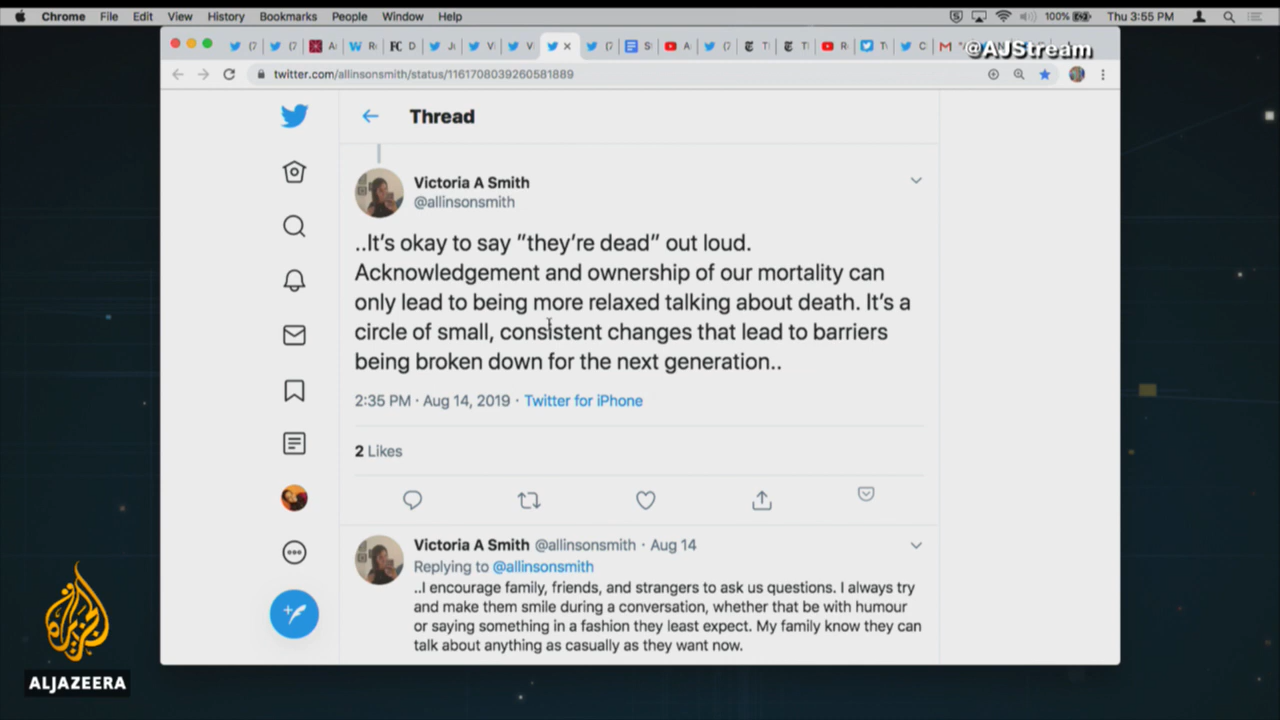 Chrome File Edit View History Bookmarks People Window Help 100% Thu 3:55 PM
@AJStream
twitter.com/allinsonsmith/status/1161708039260581889
Thread
Victoria A Smith
@allinsonsmith
..It's okay to say "they're dead" out loud.
Acknowledgement and ownership of our mortality can
only lead to being more relaxed talking about death. It's a
circle of small, consistent changes that lead to barriers
being broken down for the next generation..
2:35 PM · Aug 14, 2019 · Twitter for iPhone
2 Likes
Victoria A Smith @allinsonsmith · Aug 14
Replying to @allinsonsmith
..I encourage family, friends, and strangers to ask us questions. I always try
and make them smile during a conversation, whether that be with humour
or saying something in a fashion they least expect. My family know they can
talk about anything as casually as they want now.
ALJAZEERA